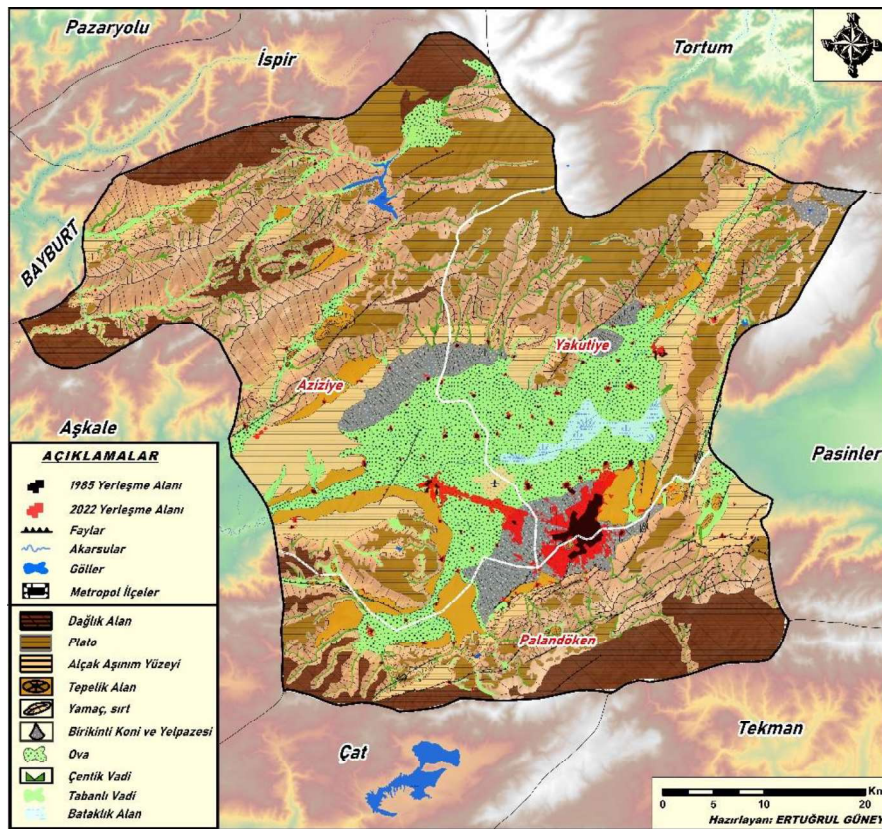 Pazaryolu
İspir
Tortum
BAYBURT
Yakutiye
Aziziye
Aşkale
Pasinler
AÇIKLAMALAR
1985 Yerleşme Alanı
2022 Yerleşme Alanı
Faylar
Akarsular
Göller
Metropol İlçeler
Dağlık Alan
Plato
Alçak Aşınım Yüzeyi
Tepelik Alan
Yamaç, sırt
Birikinti Koni ve Yelpazesi
Ova
Çentik Vadi
Tabanlı Vadi
Bataklık Alan
Palandöken
Çat
Tekman
Km
0 5 10 20
Hazırlayan: ERTUĞRUL GÜNEY